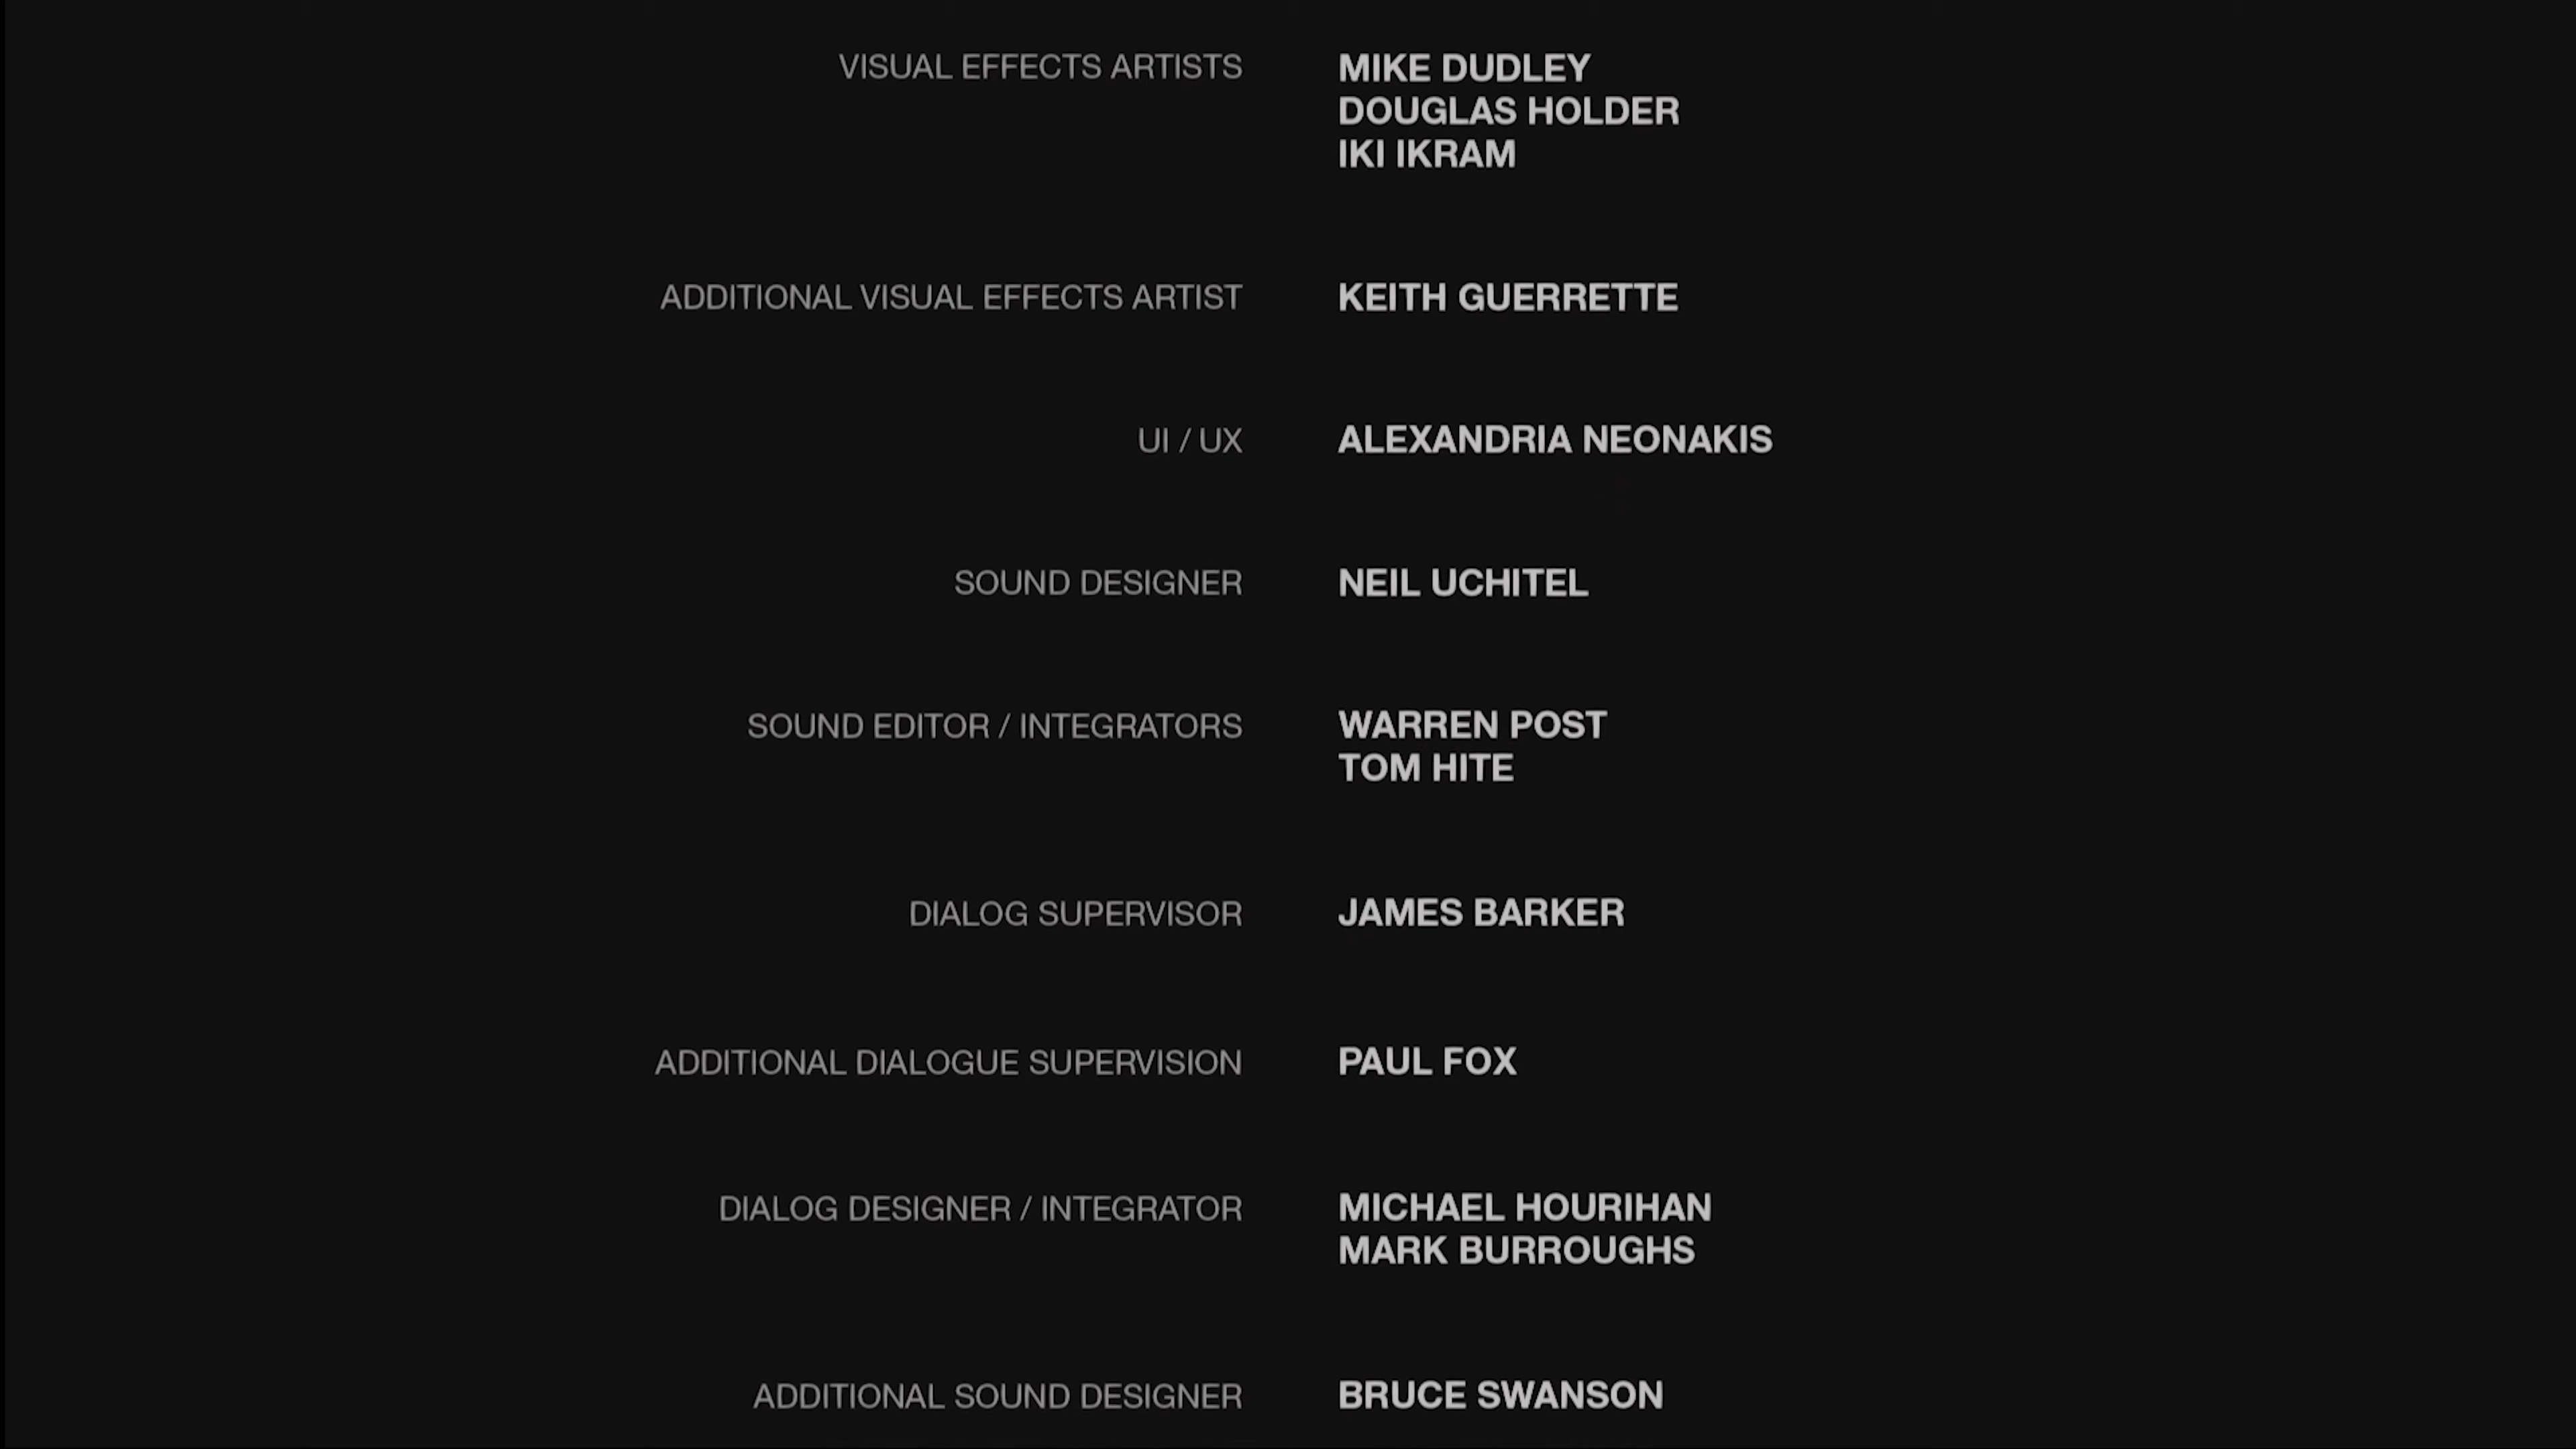 VISUAL EFFECTS ARTISTS MIKE DUDLEY
DOUGLAS HOLDER
IKI IKRAM
ADDITIONAL VISUAL EFFECTS ARTIST KEITH GUERRETTE
UI / UX ALEXANDRIA NEONAKIS
SOUND DESIGNER NEIL UCHITEL
SOUND EDITOR / INTEGRATORS WARREN POST
TOM HITE
DIALOG SUPERVISOR JAMES BARKER
ADDITIONAL DIALOGUE SUPERVISION PAUL FOX
DIALOG DESIGNER / INTEGRATOR MICHAEL HOURIHAN
MARK BURROUGHS
ADDITIONAL SOUND DESIGNER BRUCE SWANSON